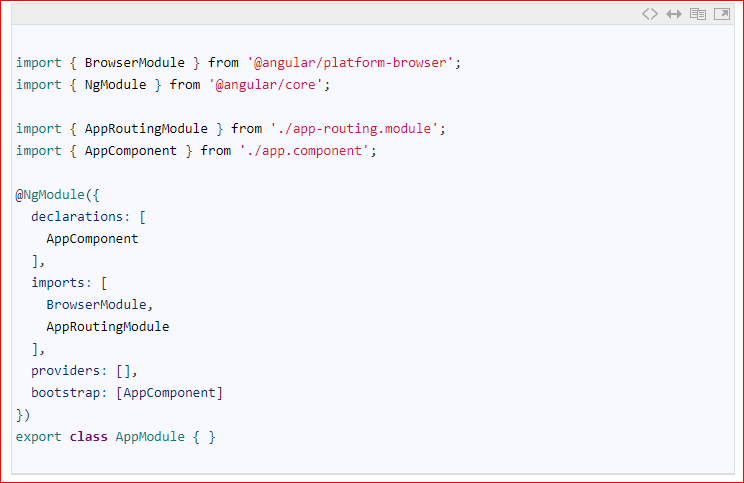 import { BrowserModule } from '@angular/platform-browser';
import { NgModule } from '@angular/core';
import { AppRoutingModule } from './app-routing.module';
import { AppComponent } from './app.component';
@NgModule({
  declarations: [
    AppComponent
  ],
  imports: [
    BrowserModule,
    AppRoutingModule
  ],
  providers: [],
  bootstrap: [AppComponent]
})
export class AppModule { }